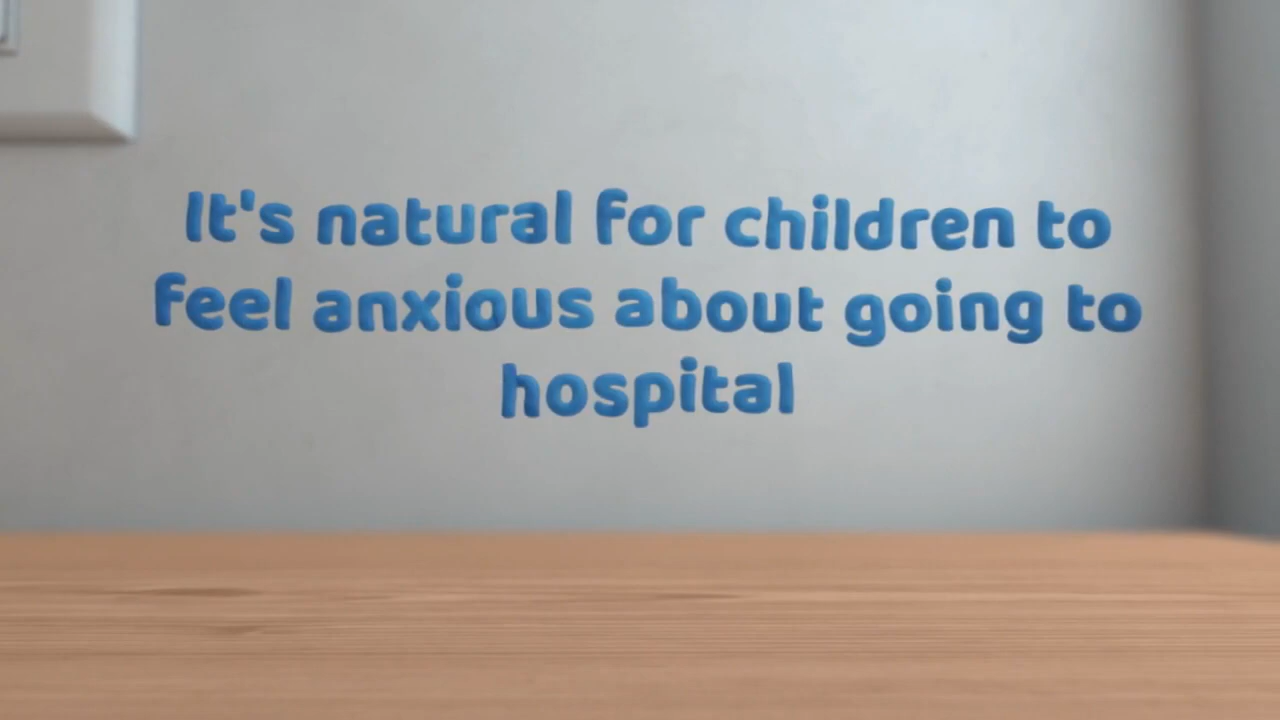 It's natural for children to
feel anxious about going to
hospital